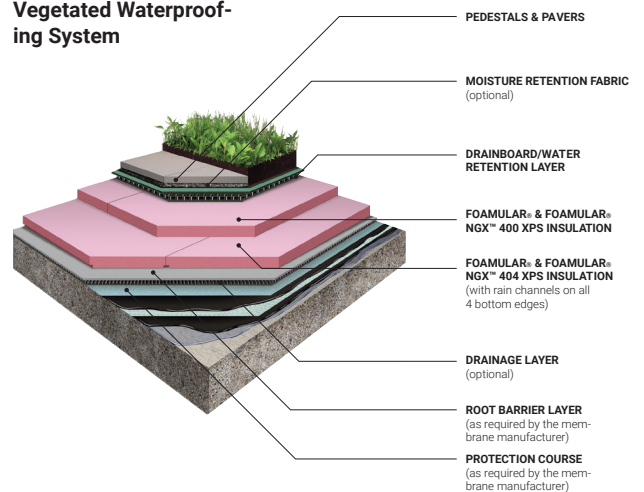 Vegetated Waterproof-
ing System
PEDESTALS & PAVERS
MOISTURE RETENTION FABRIC
(optional)
DRAINBOARD/WATER
RETENTION LAYER
FOAMULAR® & FOAMULAR®
NGX™ 400 XPS INSULATION
FOAMULAR® & FOAMULAR®
NGX™ 404 XPS INSULATION
(with rain channels on all
4 bottom edges)
DRAINAGE LAYER
(optional)
ROOT BARRIER LAYER
(as required by the mem-
brane manufacturer)
PROTECTION COURSE
(as required by the mem-
brane manufacturer)